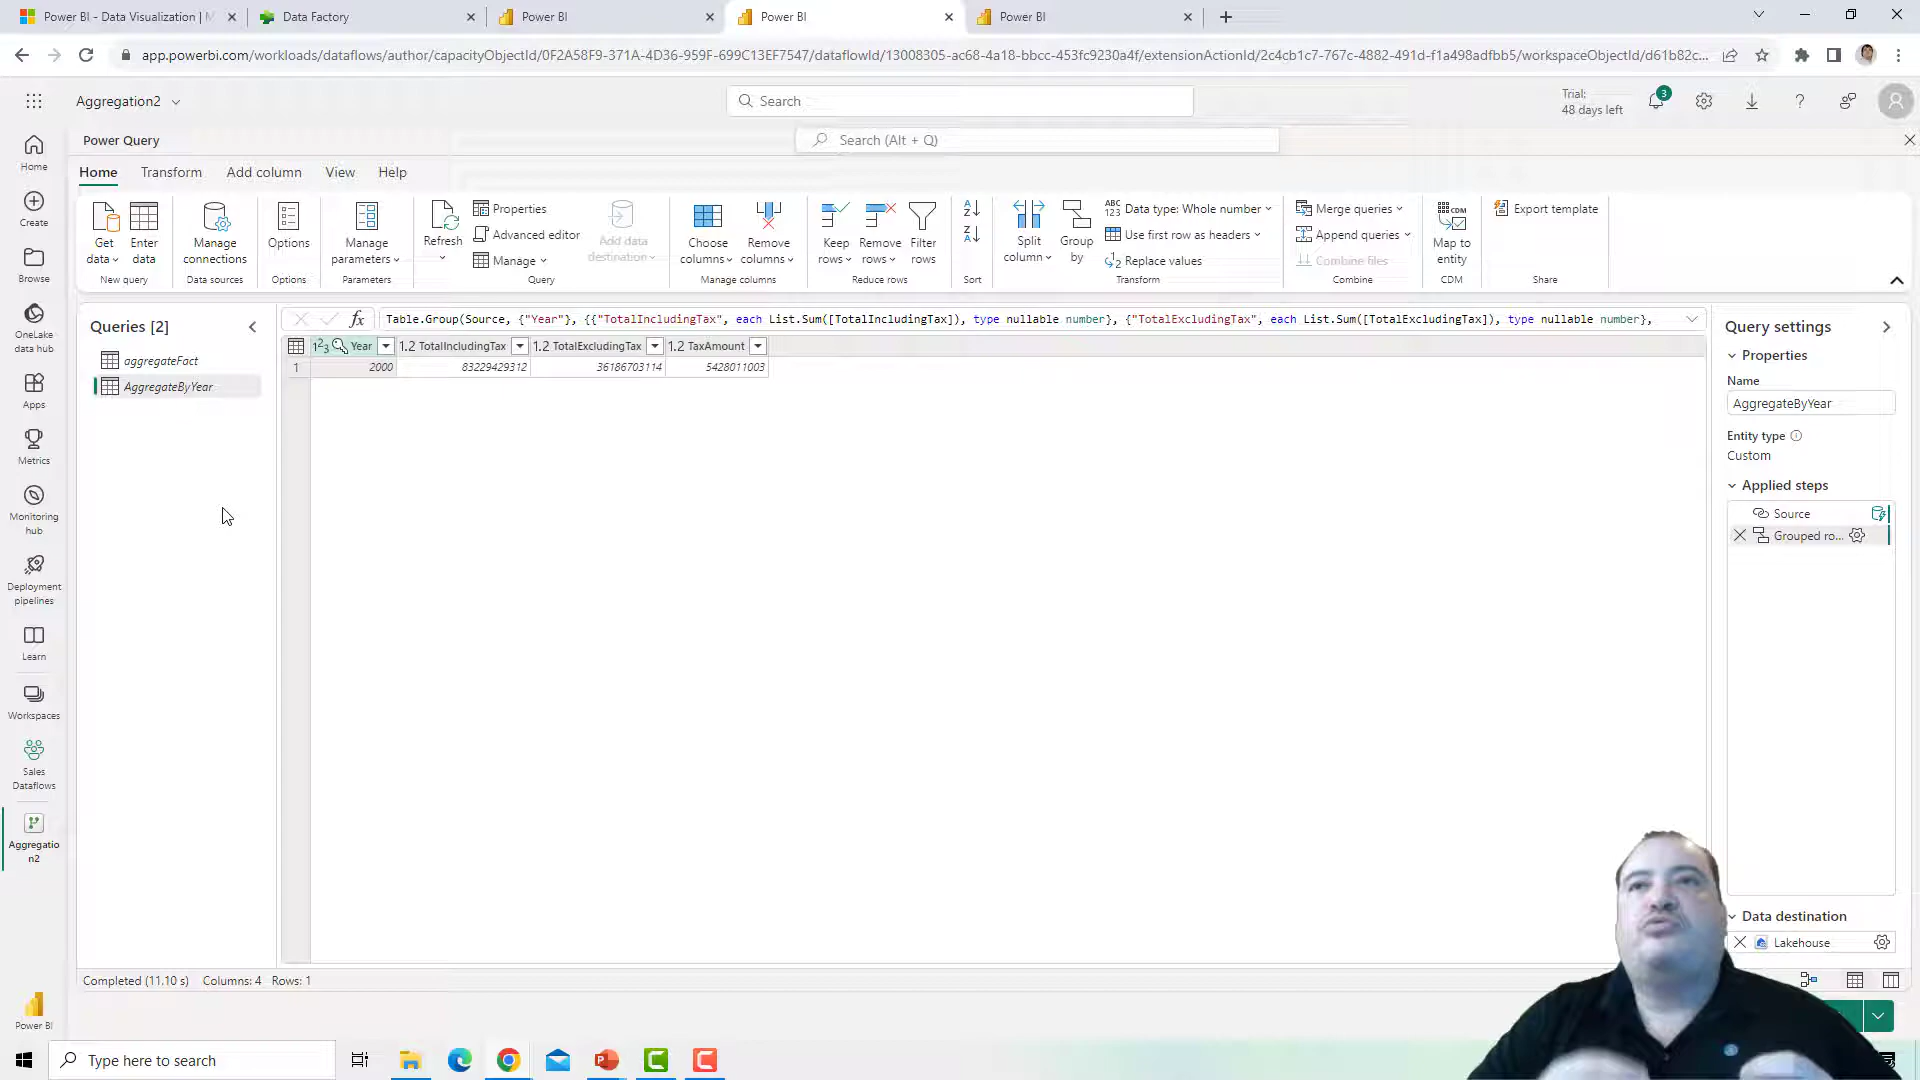 Power BI - Data Visualization | M
Data Factory
Power BI
Power BI
Power BI
app.powerbi.com/workloads/dataflows/author/capacityObjectId/0F2A58F9-371A-4D36-959F-699C13EF7547/dataflowId/13008305-ac68-4a18-bbcc-453fc9230a4f/extensionActionId/2c4cb1c7-767c-4882-491d-f1a498adfbb5/workspaceObjectId/d61b82c...
Aggregation2
Search
Trial:
48 days left
3
Power Query
Search (Alt + Q)
Home
Transform
Add column
View
Help
Get data
Enter data
New query
Manage connections
Data sources
Options
Options
Manage parameters
Parameters
Refresh
Properties
Advanced editor
Manage
Query
Add data destination
Choose columns
Remove columns
Manage columns
Keep rows
Remove rows
Filter rows
Reduce rows
Sort
Split column
Group by
Data type: Whole number
Use first row as headers
Replace values
Transform
Merge queries
Append queries
Combine files
Combine
Map to entity
CDM
Export template
Share
Home
Create
Browse
OneLake data hub
Apps
Metrics
Monitoring hub
Deployment pipelines
Learn
Workspaces
Sales Dataflows
Aggregatio n2
Power BI
Queries [2]
aggregateFact
AggregateByYear
fx
Table.Group(Source, {"Year"}, {{"TotalIncludingTax", each List.Sum([TotalIncludingTax]), type nullable number}, {"TotalExcludingTax", each List.Sum([TotalExcludingTax]), type nullable number},
Year
1.2 TotalIncludingTax
1.2 TotalExcludingTax
1.2 TaxAmount
1
2000
83229429312
36186703114
5428011003
Query settings
Properties
Name
AggregateByYear
Entity type
Custom
Applied steps
Source
Grouped ro...
Data destination
Lakehouse
Completed (11.10 s)
Columns: 4
Rows: 1
Type here to search